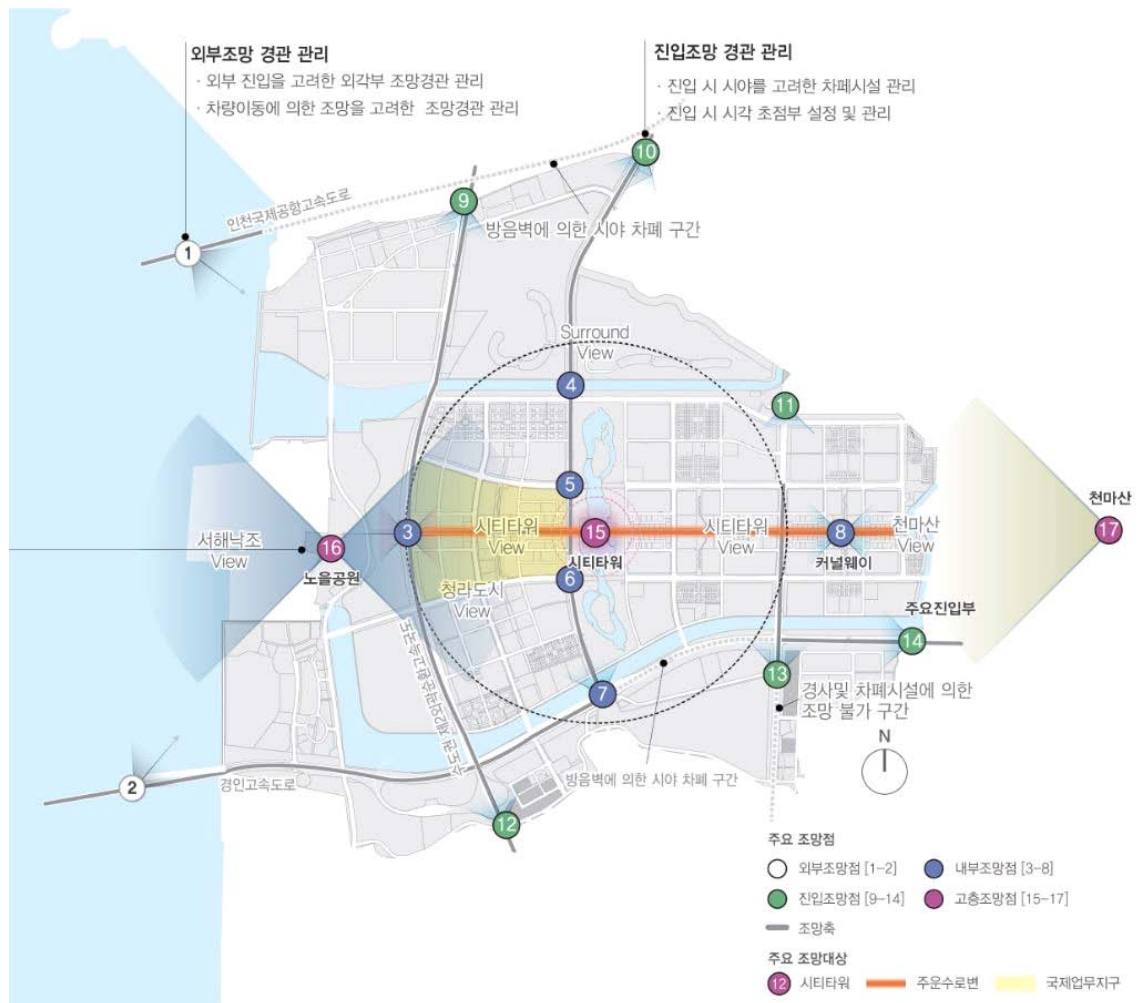 외부조망 경관 관리
· 외부 진입을 고려한 외각부 조망경관 관리
· 차량이동에 의한 조망을 고려한 조망경관 관리
진입조망 경관 관리
· 진입 시 시야를 고려한 차폐시설 관리
· 진입 시 시각 초점부 설정 및 관리
10
9
인천국제공항고속도로
방음벽에 의한 시야 차폐 구간
1
Surround
View
4
11
5
천마산
17
3
시티타워
View
15
시티타워
View
8
천마산
View
서해낙조
View
16
노을공원
시티타워
커널웨이
6
청라도시
View
주요진입부
14
13
7
경사및 차폐시설에 의한
조망 불가 구간
수도권 제2외곽순환고속국도
N
방음벽에 의한 시야 차폐 구간
2
경인고속도로
12
주요 조망점
외부조망점 [1-2]
내부조망점 [3-8]
진입조망점 [9-14]
고층조망점 [15-17]
조망축
주요 조망대상
12 시티타워
주운수로변
국제업무지구